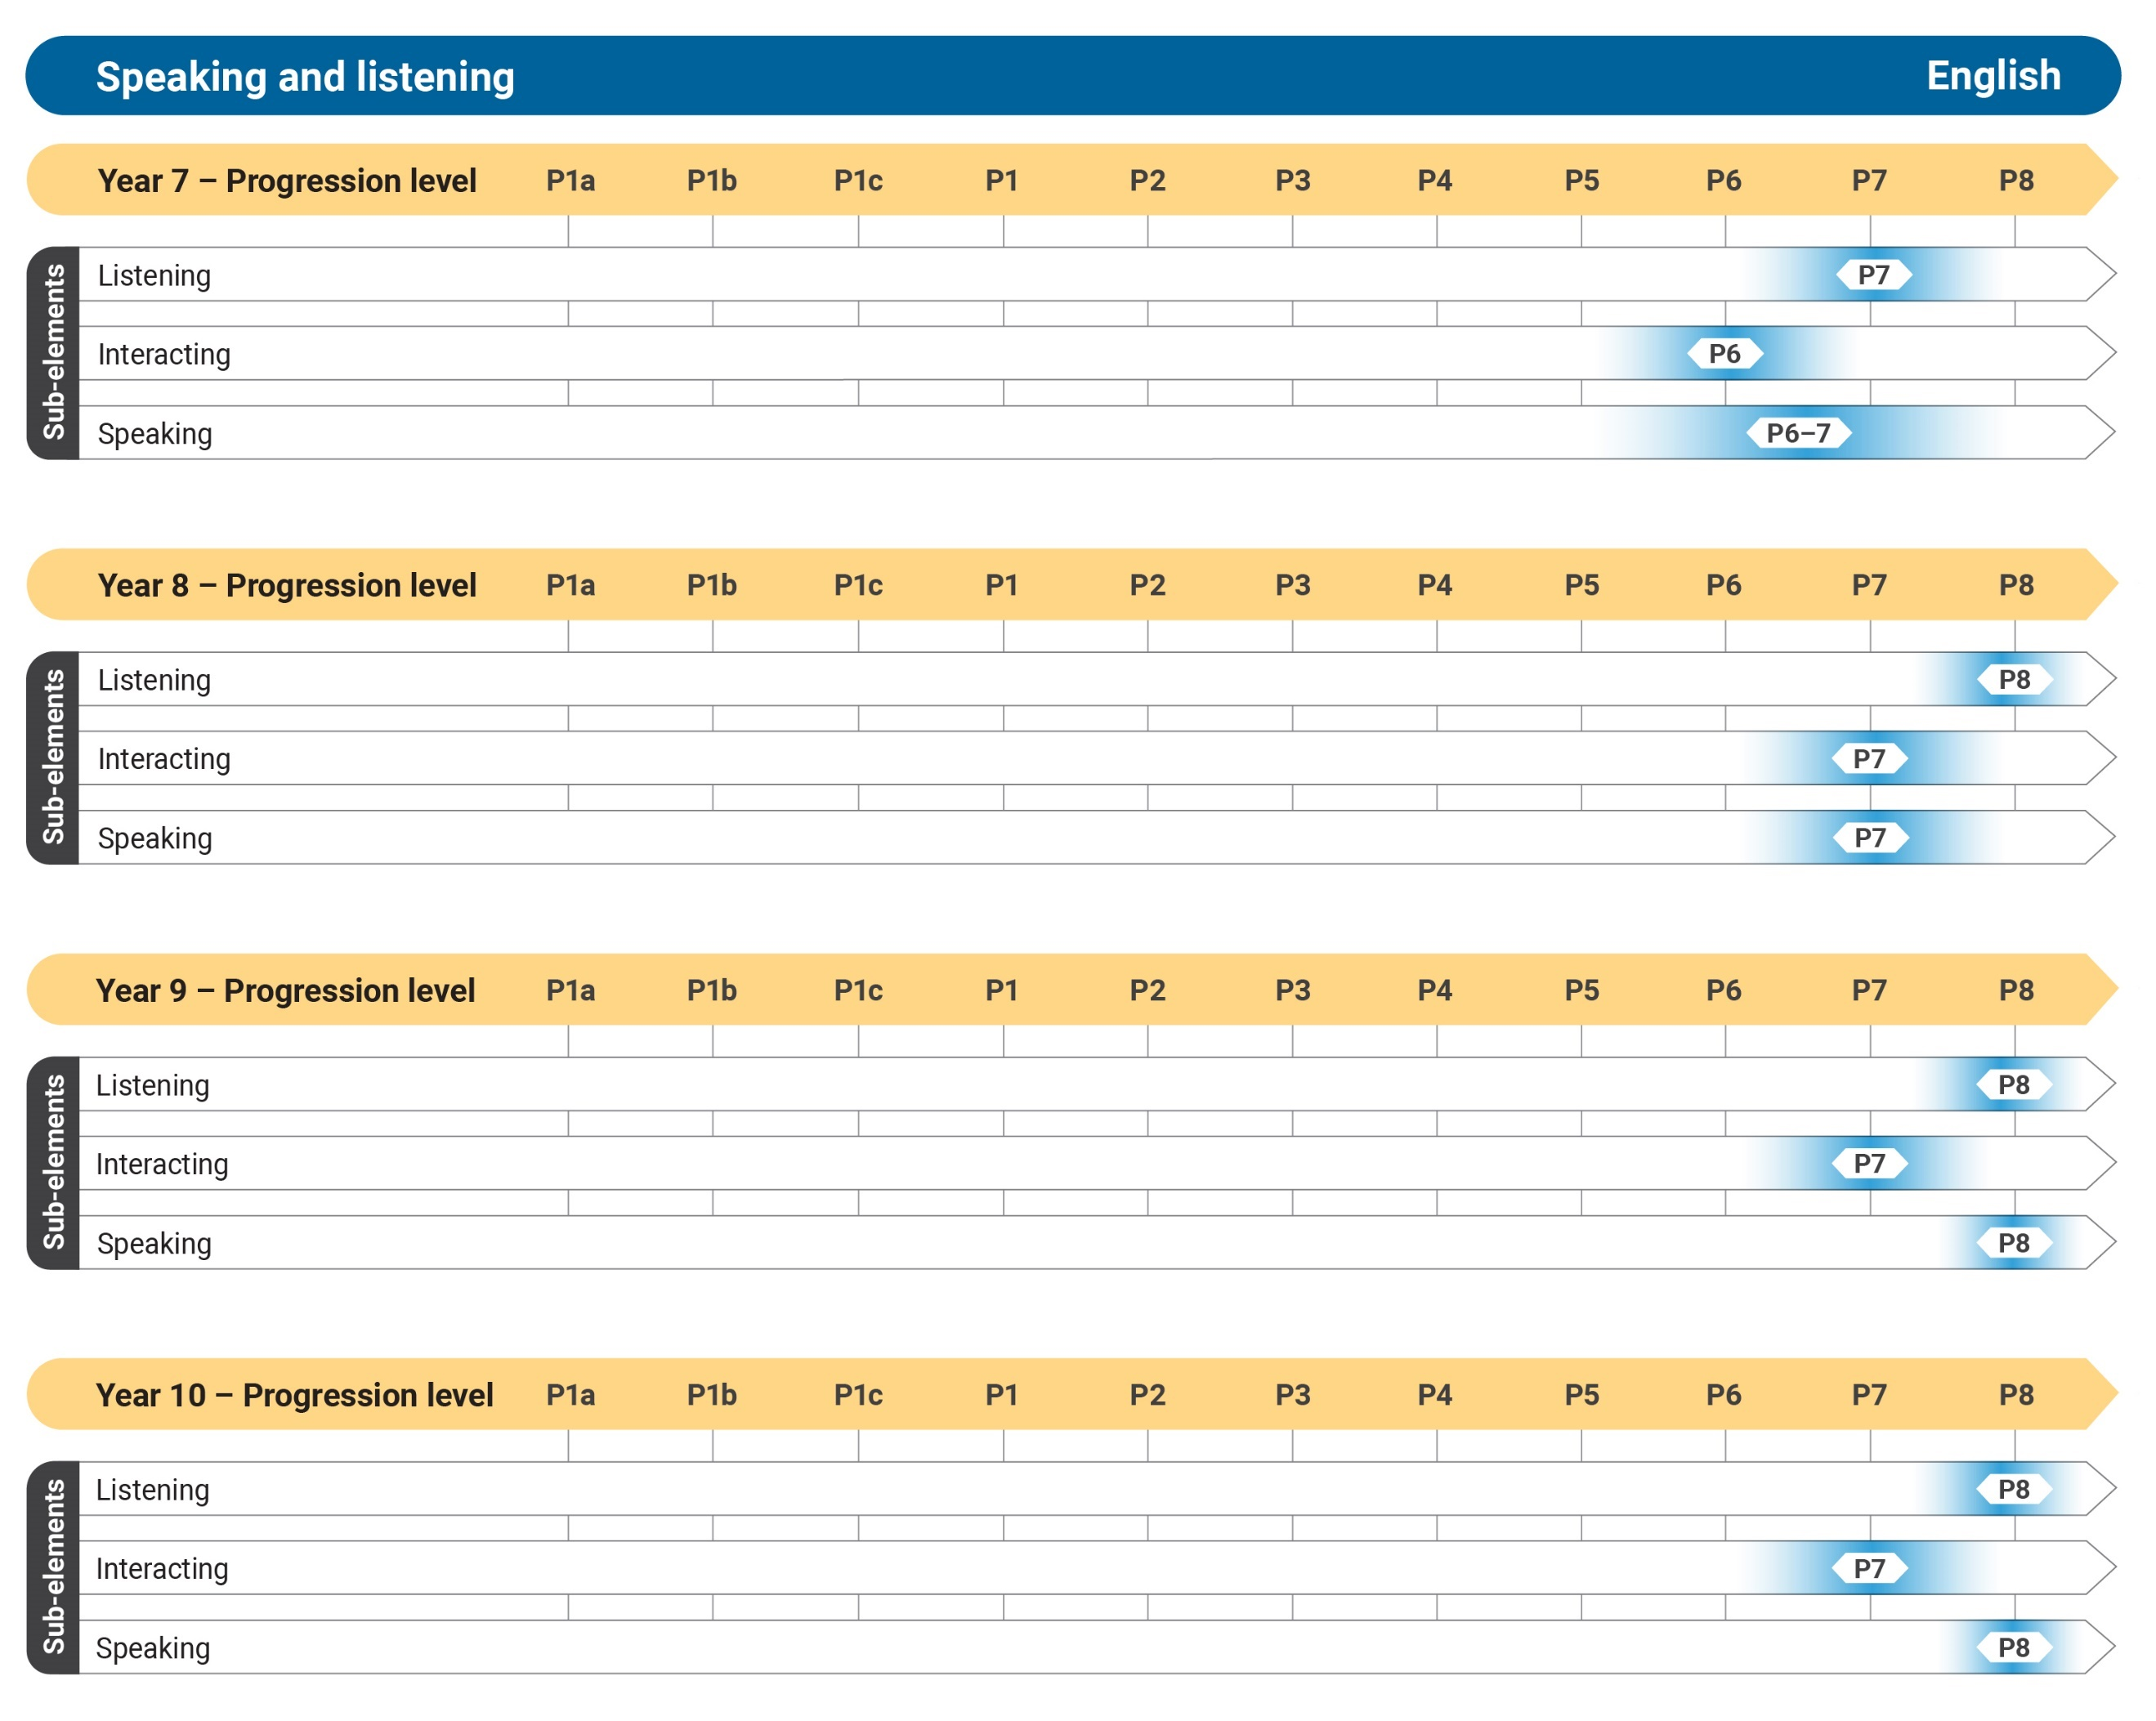 Speaking and listening English
Year 7 – Progression level P1a P1b P1c P1 P2 P3 P4 P5 P6 P7 P8
Sub-elements
Listening P7
Interacting P6
Speaking P6–7
Year 8 – Progression level P1a P1b P1c P1 P2 P3 P4 P5 P6 P7 P8
Sub-elements
Listening P8
Interacting P7
Speaking P7
Year 9 – Progression level P1a P1b P1c P1 P2 P3 P4 P5 P6 P7 P8
Sub-elements
Listening P8
Interacting P7
Speaking P8
Year 10 – Progression level P1a P1b P1c P1 P2 P3 P4 P5 P6 P7 P8
Sub-elements
Listening P8
Interacting P7
Speaking P8